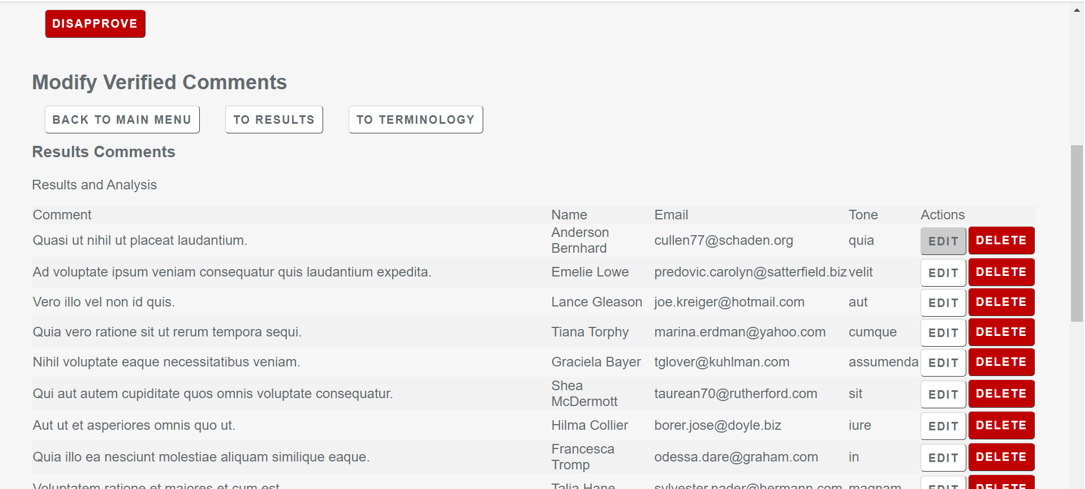 DISAPPROVE
Modify Verified Comments
BACK TO MAIN MENU TO RESULTS TO TERMINOLOGY
Results Comments
Results and Analysis
Comment Name Email Tone Actions
Quasi ut nihil ut placeat laudantium. Anderson Bernhard cullen77@schaden.org quia EDIT DELETE
Ad voluptate ipsum veniam consequatur quis laudantium expedita. Emelie Lowe predovic.carolyn@satterfield.biz velit EDIT DELETE
Vero illo vel non id quis. Lance Gleason joe.kreiger@hotmail.com aut EDIT DELETE
Quia vero ratione sit ut rerum tempora sequi. Tiana Torphy marina.erdman@yahoo.com cumque EDIT DELETE
Nihil voluptate eaque necessitatibus veniam. Graciela Bayer tglover@kuhlman.com assumenda EDIT DELETE
Qui aut autem cupiditate quos omnis voluptate consequatur. Shea McDermott taurean70@rutherford.com sit EDIT DELETE
Aut ut et asperiores omnis quo ut. Hilma Collier borer.jose@doyle.biz iure EDIT DELETE
Quia illo ea nesciunt molestiae aliquam similique eaque. Francesca Tromp odessa.dare@graham.com in EDIT DELETE
Voluptatem ratione et maiores et cum est. Talia Hane sylvester.nader@hermann.com magnam EDIT DELETE